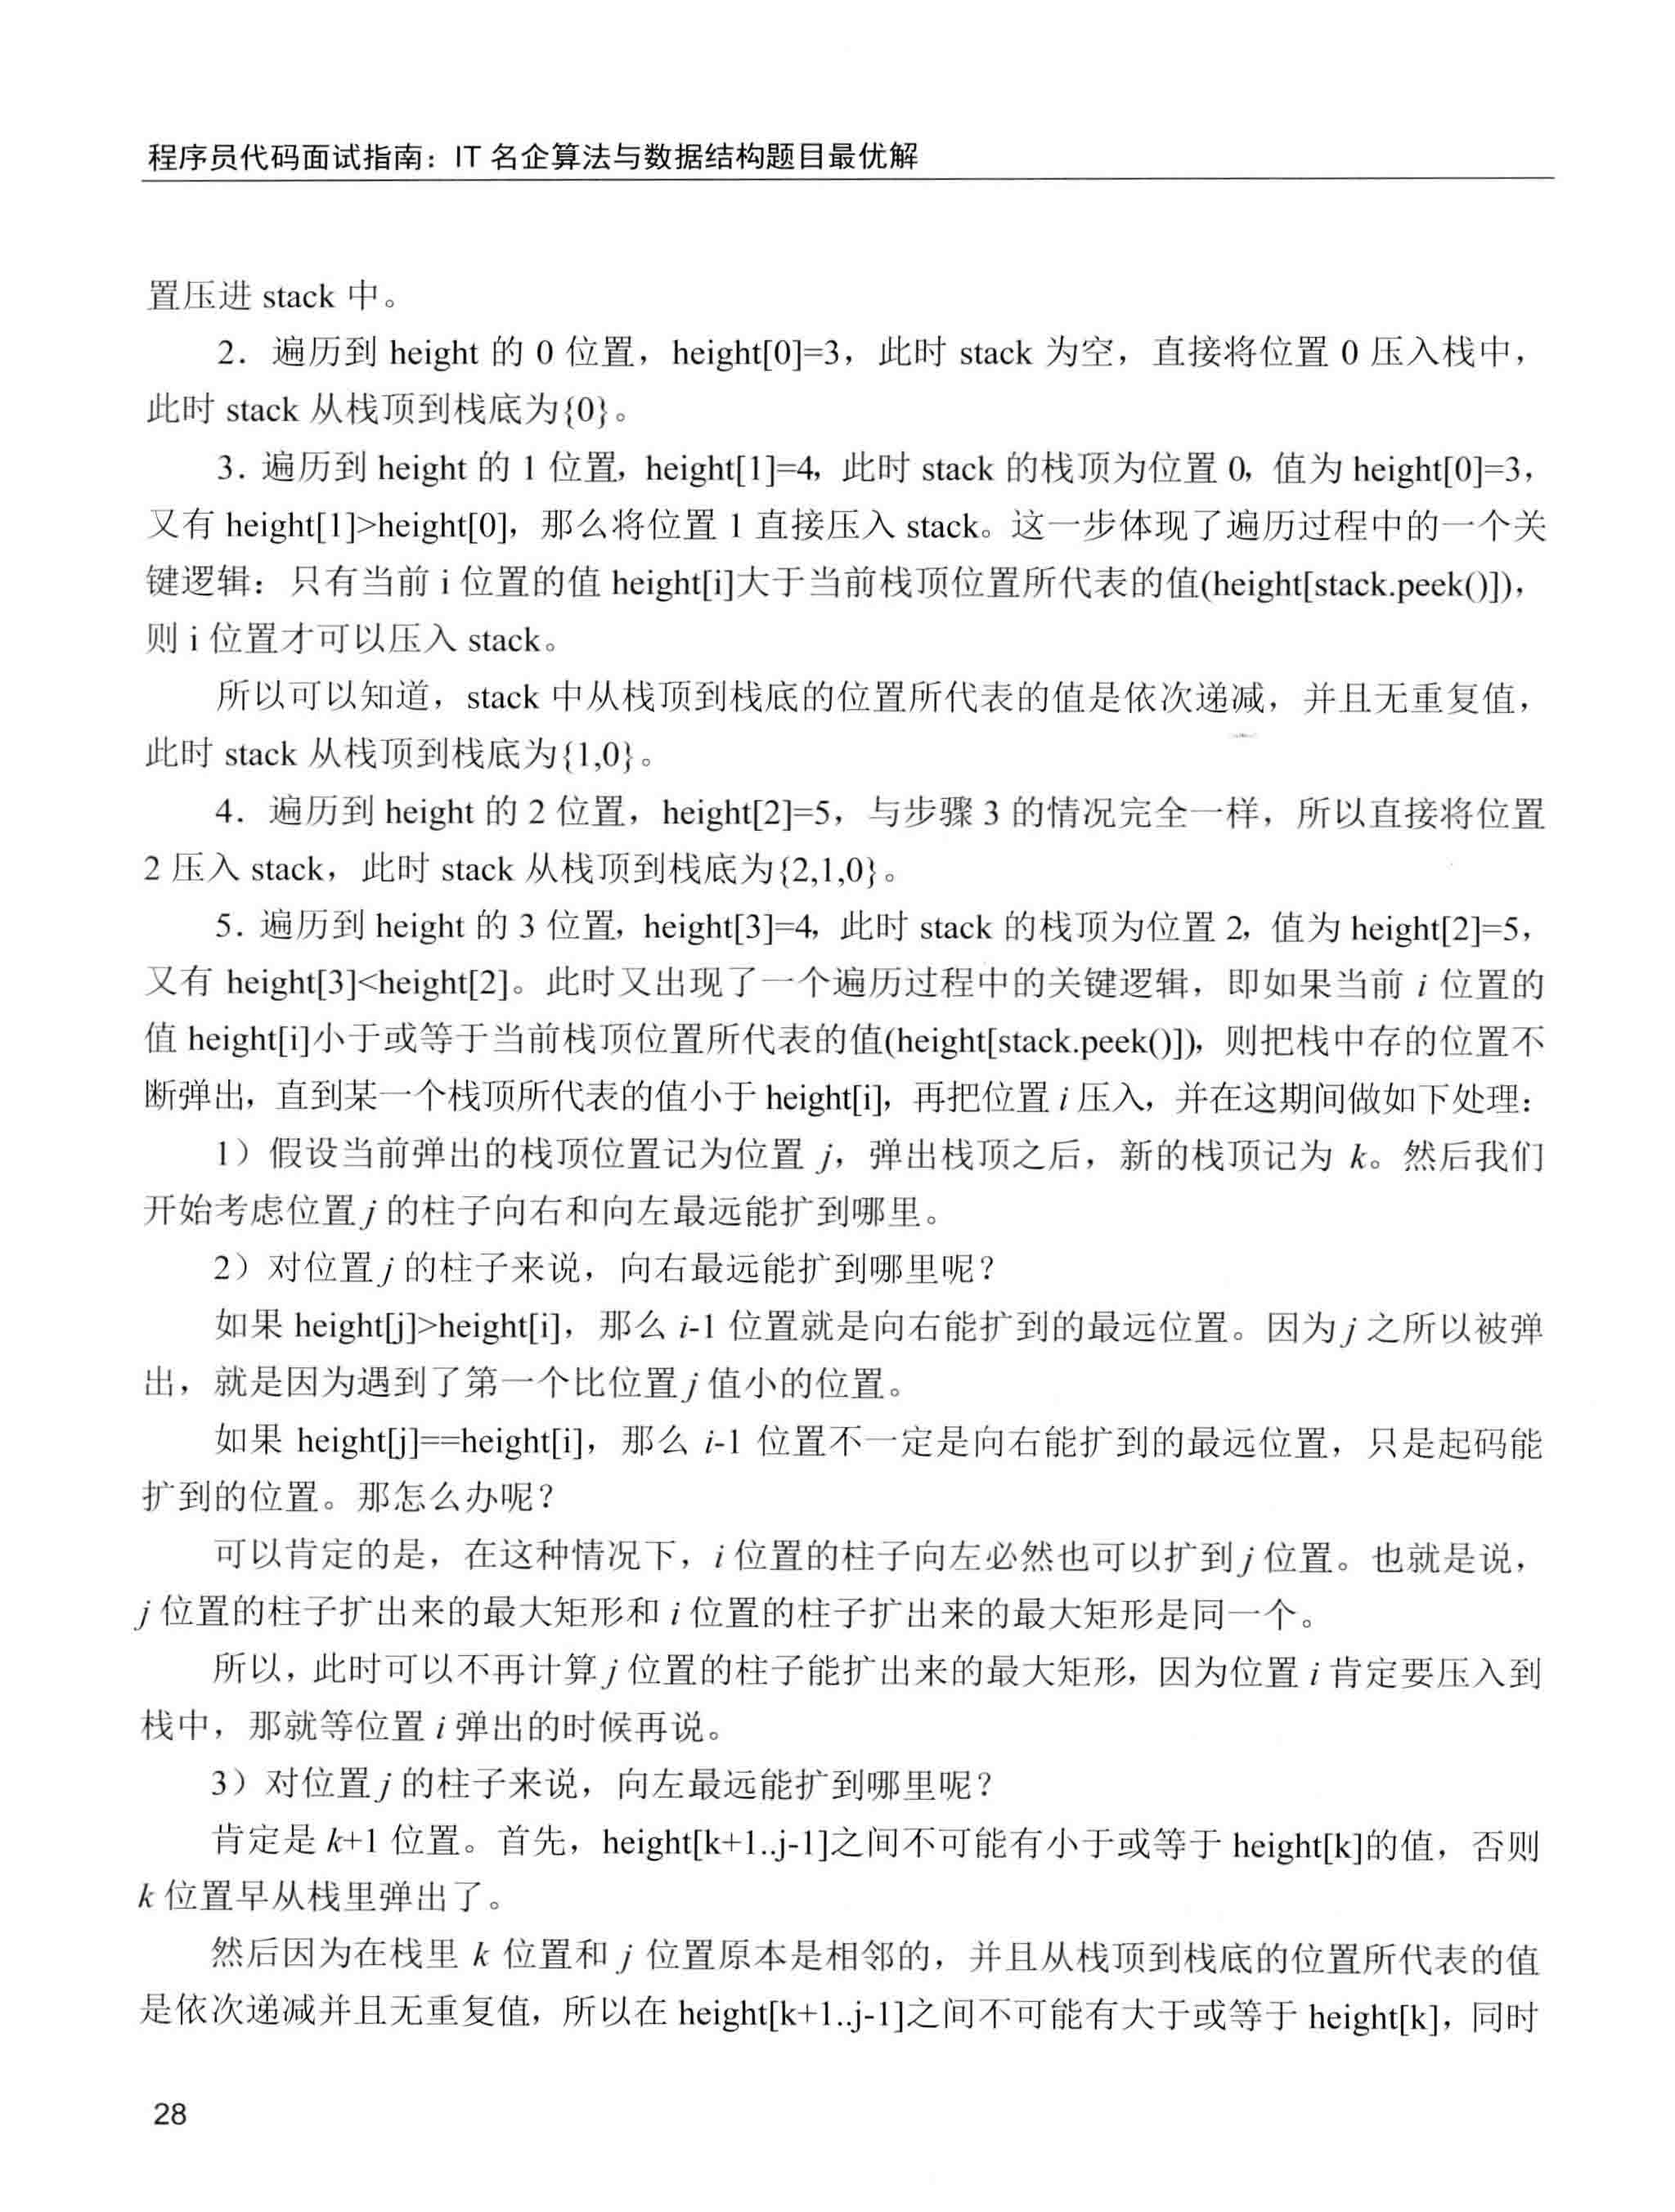 程序员代码面试指南：IT 名企算法与数据结构题目最优解
置压进 stack 中。
2．遍历到 height 的 0 位置，height[0]=3，此时 stack 为空，直接将位置 0 压入栈中，
此时 stack 从栈顶到栈底为{0}。
3．遍历到 height 的 1 位置，height[1]=4，此时 stack 的栈顶为位置 0，值为 height[0]=3，
又有 height[1]>height[0]，那么将位置 1 直接压入 stack。这一步体现了遍历过程中的一个关
键逻辑：只有当前 i 位置的值 height[i]大于当前栈顶位置所代表的值(height[stack.peek()])，
则 i 位置才可以压入 stack。
所以可以知道，stack 中从栈顶到栈底的位置所代表的值是依次递减，并且无重复值，
此时 stack 从栈顶到栈底为{1,0}。
4．遍历到 height 的 2 位置，height[2]=5，与步骤 3 的情况完全一样，所以直接将位置
2 压入 stack，此时 stack 从栈顶到栈底为{2,1,0}。
5．遍历到 height 的 3 位置，height[3]=4，此时 stack 的栈顶为位置 2，值为 height[2]=5，
又有 height[3]<height[2]。此时又出现了一个遍历过程中的关键逻辑，即如果当前 i 位置的
值 height[i]小于或等于当前栈顶位置所代表的值(height[stack.peek()])，则把栈中存的位置不
断弹出，直到某一个栈顶所代表的值小于 height[i]，再把位置 i 压入，并在这期间做如下处理：
1）假设当前弹出的栈顶位置记为位置 j，弹出栈顶之后，新的栈顶记为 k。然后我们
开始考虑位置 j 的柱子向右和向左最远能扩到哪里。
2）对位置 j 的柱子来说，向右最远能扩到哪里呢？
如果 height[j]>height[i]，那么 i-1 位置就是向右能扩到的最远位置。因为 j 之所以被弹
出，就是因为遇到了第一个比位置 j 值小的位置。
如果 height[j]==height[i]，那么 i-1 位置不一定是向右能扩到的最远位置，只是起码能
扩到的位置。那怎么办呢？
可以肯定的是，在这种情况下，i 位置的柱子向左必然也可以扩到 j 位置。也就是说，
j 位置的柱子扩出来的最大矩形和 i 位置的柱子扩出来的最大矩形是同一个。
所以，此时可以不再计算 j 位置的柱子能扩出来的最大矩形，因为位置 i 肯定要压入到
栈中，那就等位置 i 弹出的时候再说。
3）对位置 j 的柱子来说，向左最远能扩到哪里呢？
肯定是 k+1 位置。首先，height[k+1..j-1]之间不可能有小于或等于 height[k]的值，否则
k 位置早从栈里弹出了。
然后因为在栈里 k 位置和 j 位置原本是相邻的，并且从栈顶到栈底的位置所代表的值
是依次递减并且无重复值，所以在 height[k+1..j-1]之间不可能有大于或等于 height[k]，同时
28